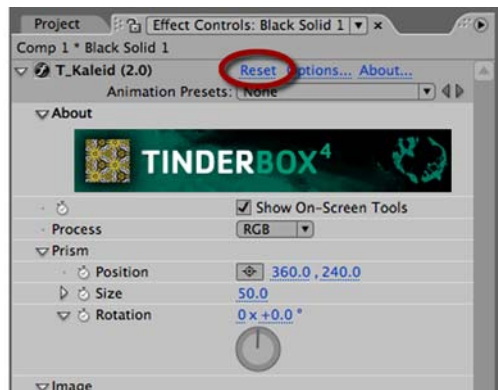 Project Effect Controls: Black Solid 1
Comp 1 * Black Solid 1
T_Kaleid (2.0) Reset Options... About...
Animation Presets: None
About
TINDERBOX4
Show On-Screen Tools
Process RGB
Prism
Position 360.0 , 240.0
Size 50.0
Rotation 0 x +0.0 °
Image